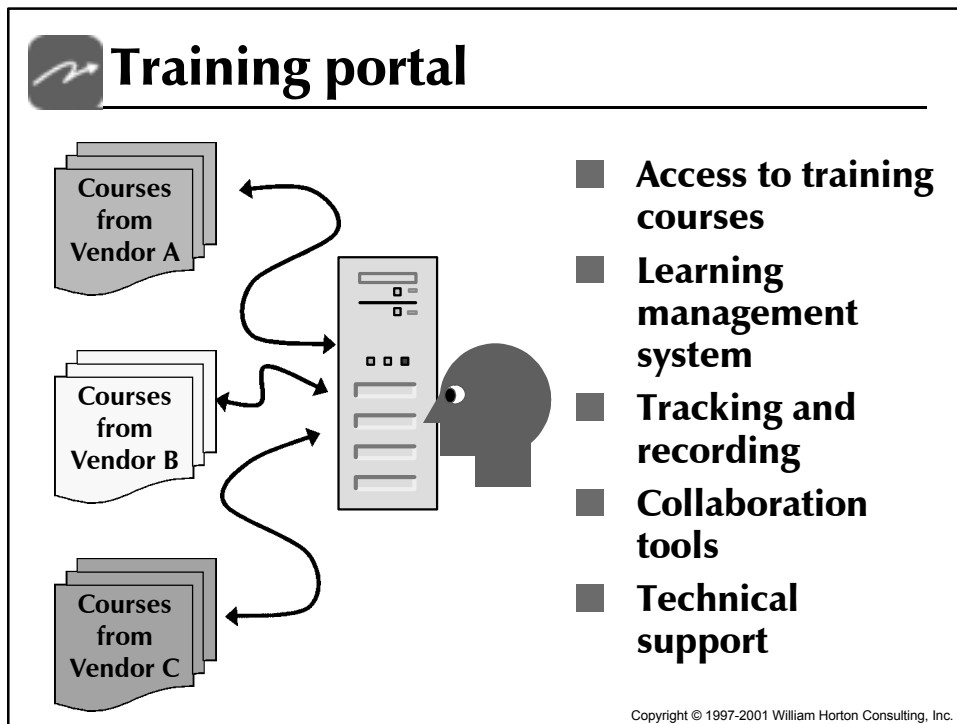 Training portal
Courses
from
Vendor A
Courses
from
Vendor B
Courses
from
Vendor C
Access to training
courses
Learning
management
system
Tracking and
recording
Collaboration
tools
Technical
support
Copyright © 1997-2001 William Horton Consulting, Inc.